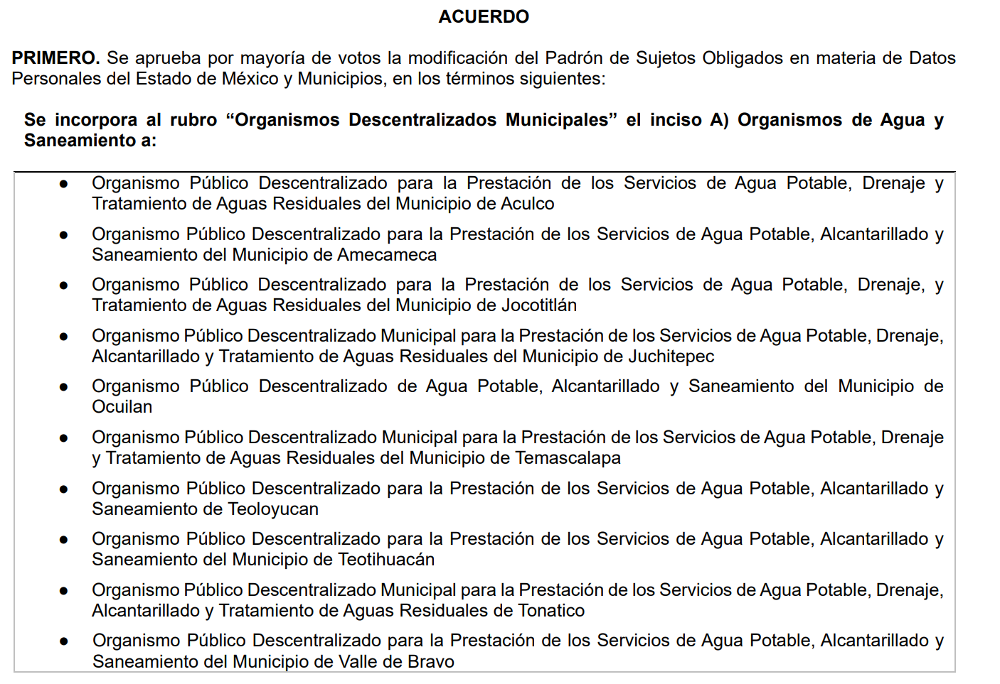 ACUERDO
PRIMERO. Se aprueba por mayoría de votos la modificación del Padrón de Sujetos Obligados en materia de Datos
Personales del Estado de México y Municipios, en los términos siguientes:
Se incorpora al rubro “Organismos Descentralizados Municipales” el inciso A) Organismos de Agua y
Saneamiento a:
● Organismo Público Descentralizado para la Prestación de los Servicios de Agua Potable, Drenaje y
Tratamiento de Aguas Residuales del Municipio de Aculco
● Organismo Público Descentralizado para la Prestación de los Servicios de Agua Potable, Alcantarillado y
Saneamiento del Municipio de Amecameca
● Organismo Público Descentralizado para la Prestación de los Servicios de Agua Potable, Drenaje, y
Tratamiento de Aguas Residuales del Municipio de Jocotitlán
● Organismo Público Descentralizado Municipal para la Prestación de los Servicios de Agua Potable, Drenaje,
Alcantarillado y Tratamiento de Aguas Residuales del Municipio de Juchitepec
● Organismo Público Descentralizado de Agua Potable, Alcantarillado y Saneamiento del Municipio de
Ocuilan
● Organismo Público Descentralizado Municipal para la Prestación de los Servicios de Agua Potable, Drenaje
y Tratamiento de Aguas Residuales del Municipio de Temascalapa
● Organismo Público Descentralizado para la Prestación de los Servicios de Agua Potable, Alcantarillado y
Saneamiento de Teoloyucan
● Organismo Público Descentralizado para la Prestación de los Servicios de Agua Potable, Alcantarillado y
Saneamiento del Municipio de Teotihuacán
● Organismo Público Descentralizado Municipal para la Prestación de los Servicios de Agua Potable, Drenaje,
Alcantarillado y Tratamiento de Aguas Residuales de Tonatico
● Organismo Público Descentralizado para la Prestación de los Servicios de Agua Potable, Alcantarillado y
Saneamiento del Municipio de Valle de Bravo